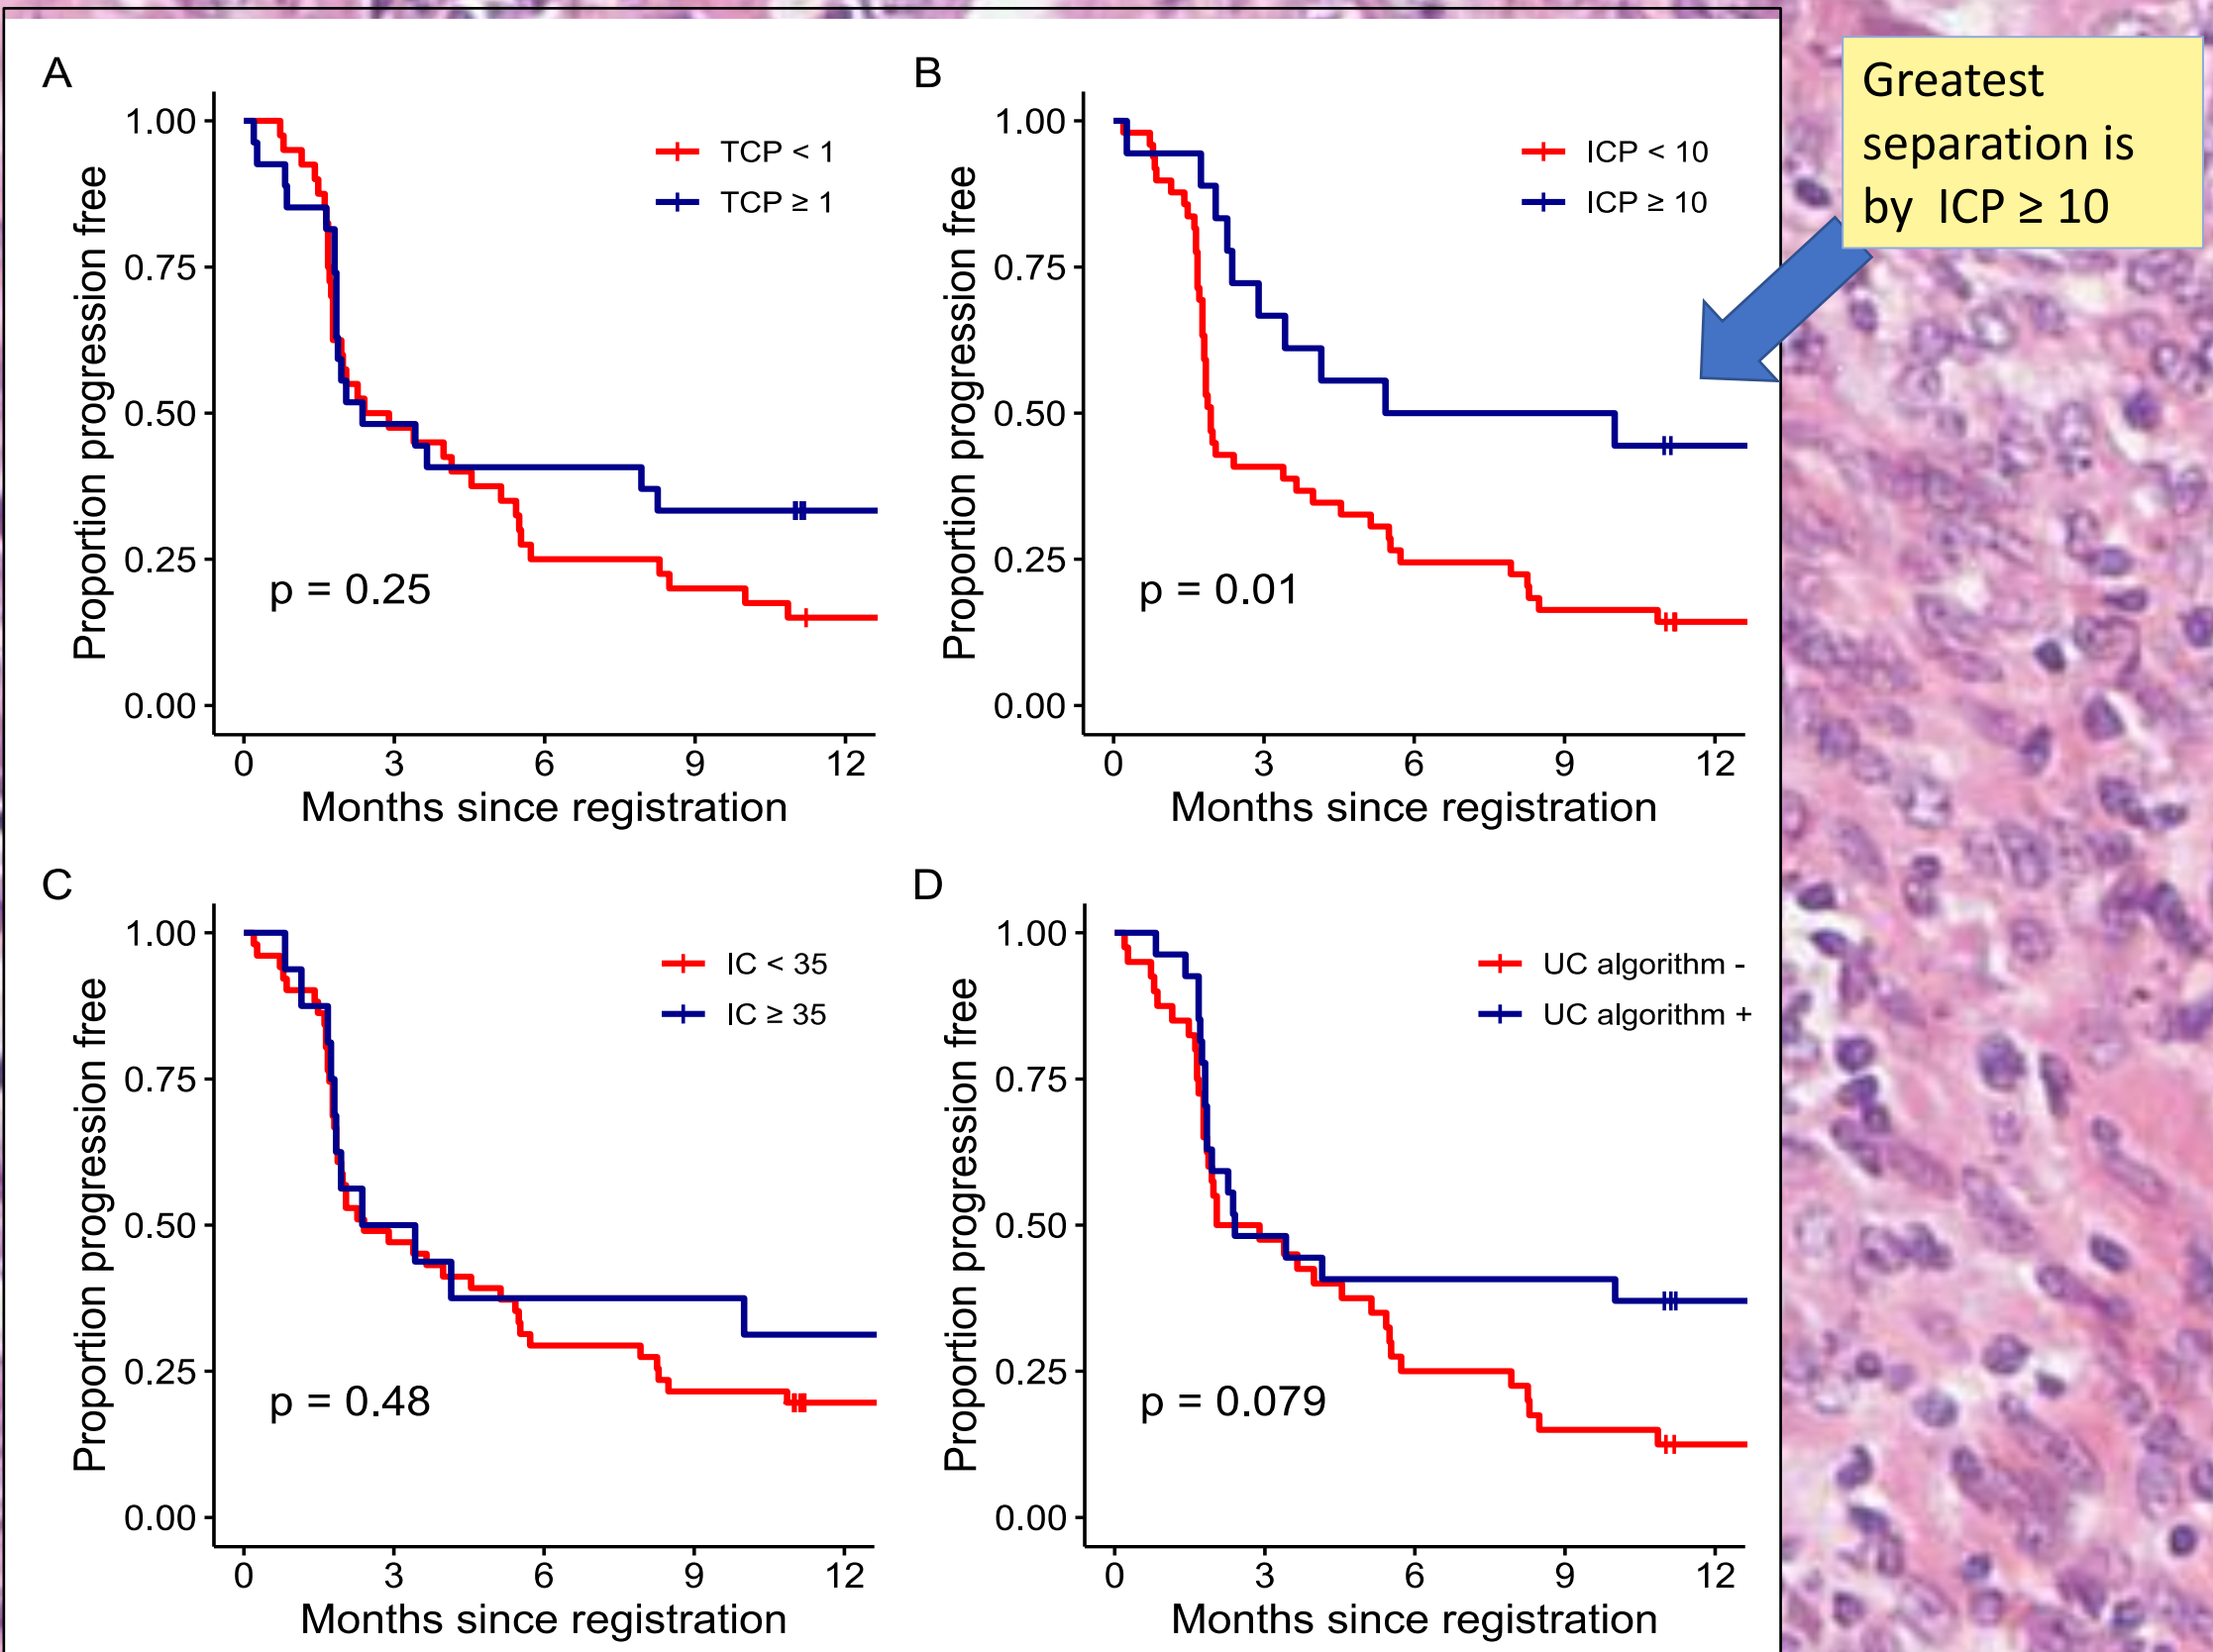 A
Proportion progression free
1.00
0.75
0.50
0.25
0.00
TCP < 1
TCP ≥ 1
p = 0.25
0 3 6 9 12
Months since registration
B
Proportion progression free
1.00
0.75
0.50
0.25
0.00
ICP < 10
ICP ≥ 10
p = 0.01
0 3 6 9 12
Months since registration
Greatest
separation is
by ICP ≥ 10
C
Proportion progression free
1.00
0.75
0.50
0.25
0.00
IC < 35
IC ≥ 35
p = 0.48
0 3 6 9 12
Months since registration
D
Proportion progression free
1.00
0.75
0.50
0.25
0.00
UC algorithm -
UC algorithm +
p = 0.079
0 3 6 9 12
Months since registration